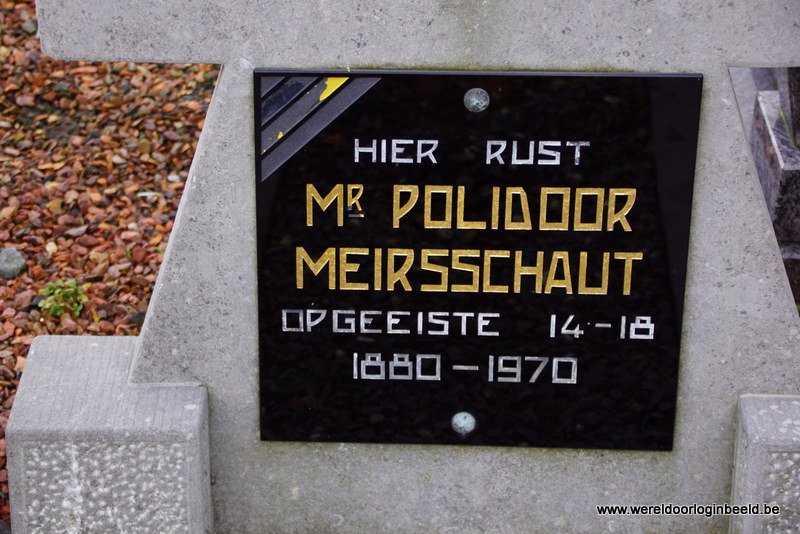 HIER RUST
MR POLIDOOR
MEIRSSCHAUT
OPGEEISTE 14-18
1880-1970
www.wereldoorloginbeeld.be